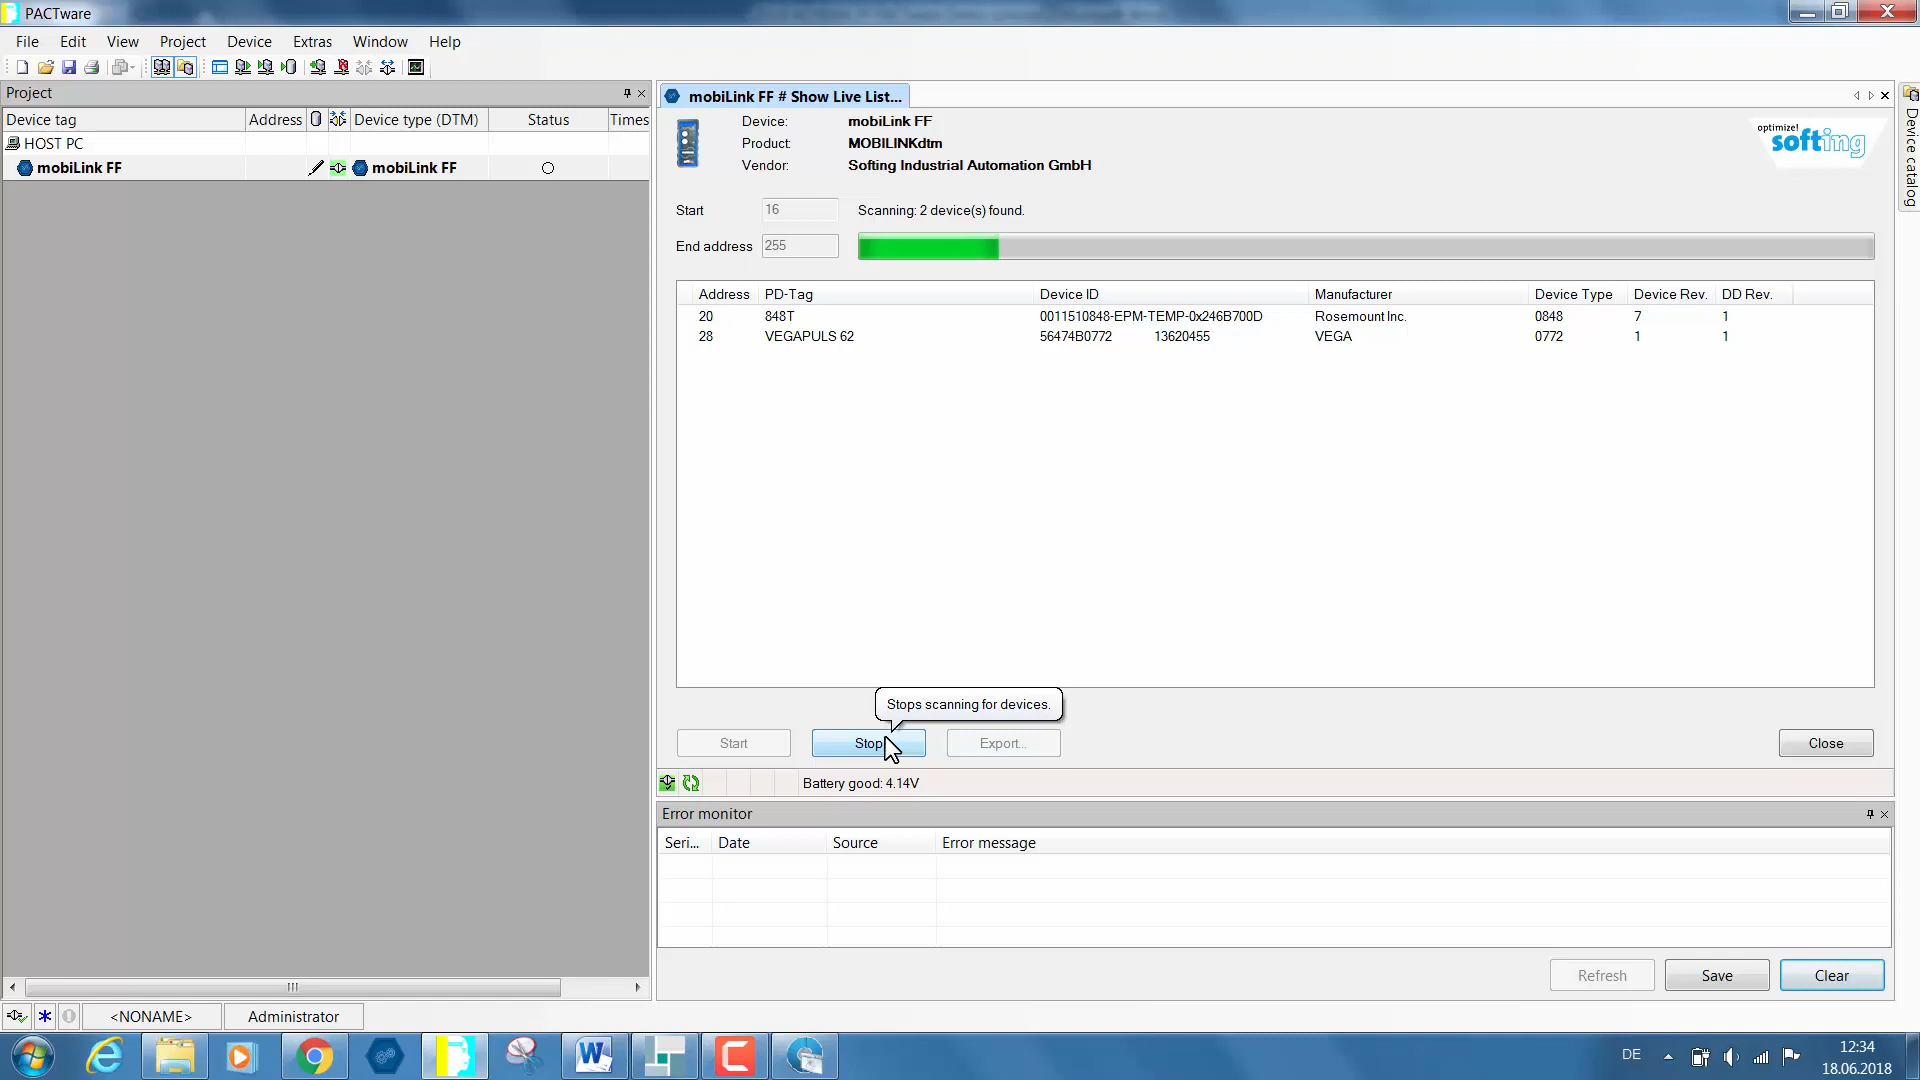 PACTware
File Edit View Project Device Extras Window Help
Project
Device tag Address Device type (DTM) Status Times
HOST PC
mobiLink FF mobiLink FF
mobiLink FF # Show Live List...
Device: mobiLink FF
Product: MOBILINKdtm
Vendor: Softing Industrial Automation GmbH
optimize!
softing
Start 16 Scanning: 2 device(s) found.
End address 255
Address PD-Tag Device ID Manufacturer Device Type Device Rev. DD Rev.
20 848T 0011510848-EPM-TEMP-0x246B700D Rosemount Inc. 0848 7 1
28 VEGAPULS 62 56474B0772 13620455 VEGA 0772 1 1
Stops scanning for devices.
Start Stop Export... Close
Battery good: 4.14V
Error monitor
Seri... Date Source Error message
Refresh Save Clear
<NONAME> Administrator
Device catalog
DE
12:34
18.06.2018